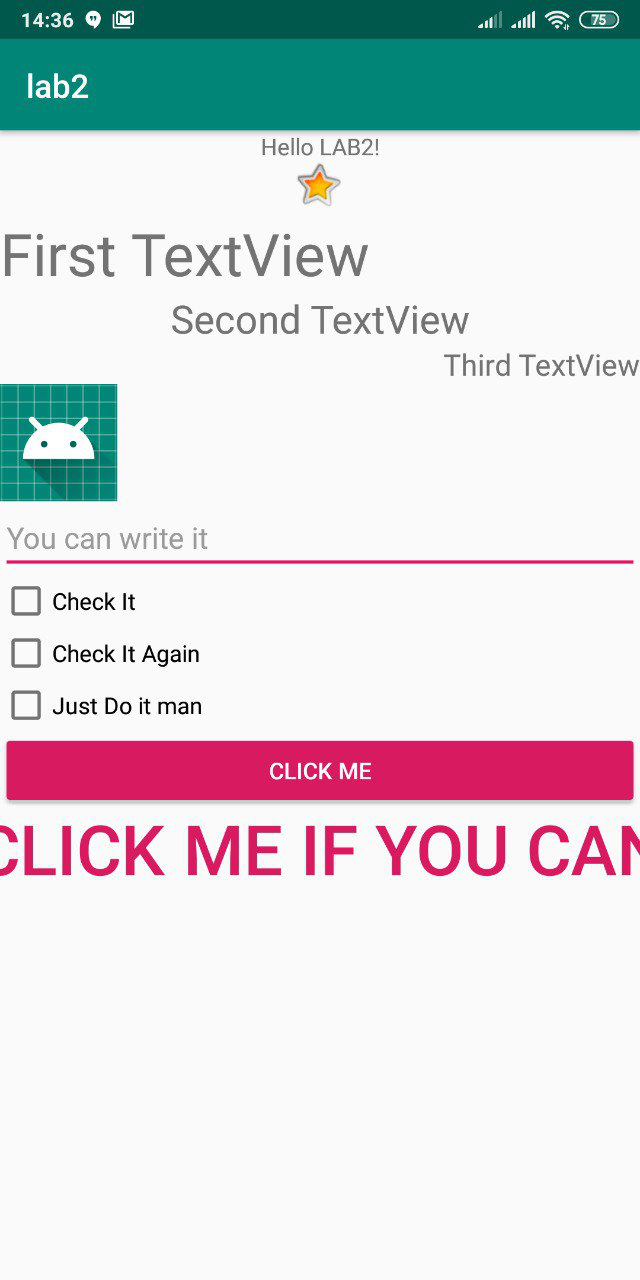 14:36
75
lab2
Hello LAB2!
First TextView
Second TextView
Third TextView
You can write it
Check It
Check It Again
Just Do it man
CLICK ME
CLICK ME IF YOU CAN